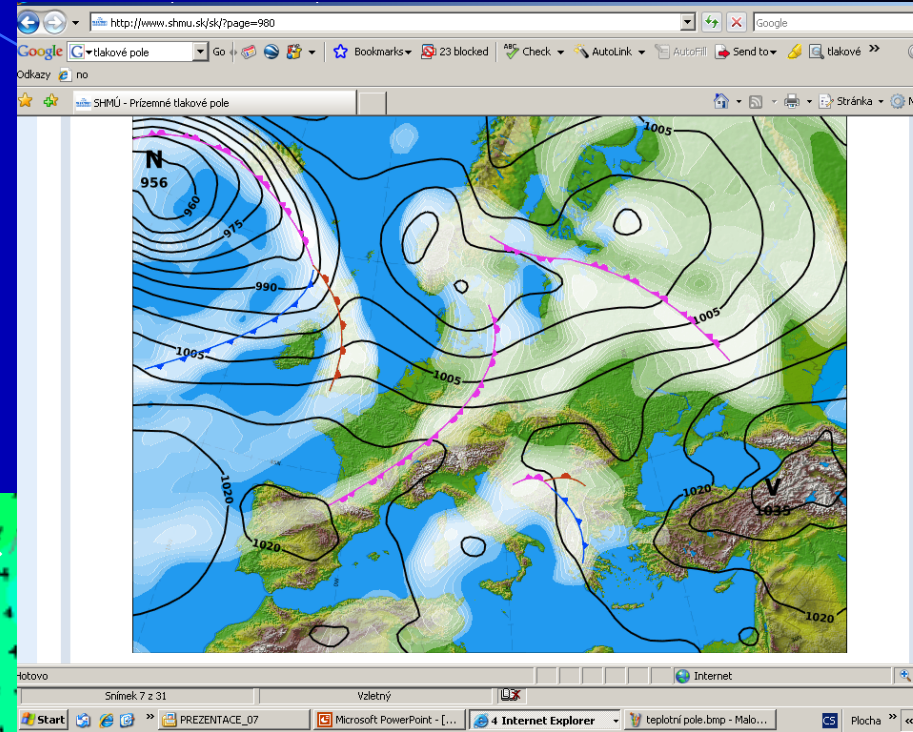 http://www.shmu.sk/sk/?page=980
Google
Google tlakové pole Go Bookmarks 23 blocked Check AutoLink AutoFill Send to tlakové
Odkazy no
SHMÚ - Prízemné tlakové pole Stránka
N
956
960
975
990
1005
1005
1005
1005
1020
1020
1020
V
1035
1020
Hotovo Internet
Snímek 7 z 31 Vzletný
Start PREZENTACE_07 Microsoft PowerPoint - [... 4 Internet Explorer teplotní pole.bmp - Malo... CS Plocha